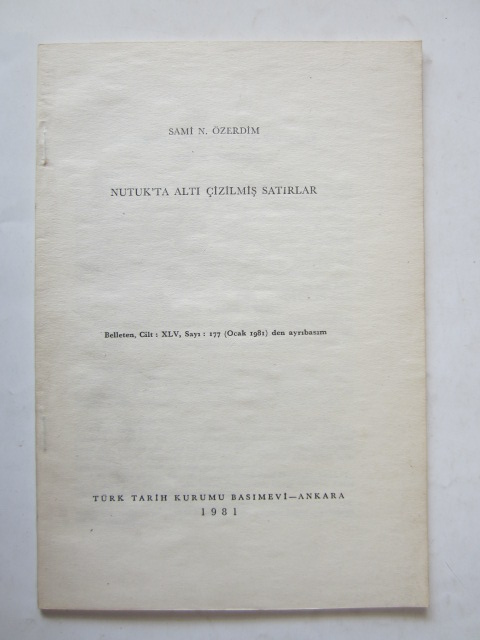 SAMİ N. ÖZERDİM
NUTUK'TA ALTI ÇİZİLMİŞ SATIRLAR
Belleten, Cilt : XLV, Sayı : 177 (Ocak 1981) den ayrıbasım
TÜRK TARİH KURUMU BASIMEVİ—ANKARA
1981